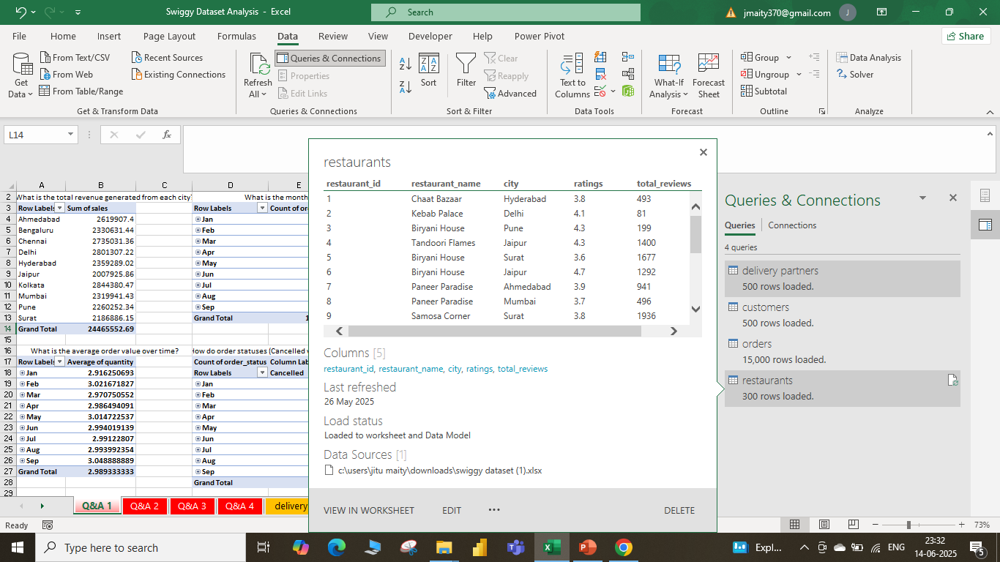 Swiggy Dataset Analysis - Excel
Search
jmaity370@gmail.com
J
File Home Insert Page Layout Formulas Data Review View Developer Help Power Pivot
Share
Get Data
From Text/CSV
From Web
From Table/Range
Recent Sources
Existing Connections
Get & Transform Data
Refresh All
Queries & Connections
Properties
Edit Links
Queries & Connections
Sort
Filter
Clear
Reapply
Advanced
Sort & Filter
Text to Columns
Data Tools
What-If Analysis
Forecast Sheet
Forecast
Group
Ungroup
Subtotal
Outline
Data Analysis
Solver
Analyze
L14
fx
A B C D E
2 What is the total revenue generated from each city? What is the month
3 Row Labels Sum of sales Row Labels Count of or
4 Ahmedabad 2619907.4 Jan
5 Bengaluru 2330631.44 Feb
6 Chennai 2735031.36 Mar
7 Delhi 2801307.22 Apr
8 Hyderabad 2359289.02 May
9 Jaipur 2007925.86 Jun
10 Kolkata 2844380.47 Jul
11 Mumbai 2319941.43 Aug
12 Pune 2260252.34 Sep
13 Surat 2186886.15 Grand Total 1
14 Grand Total 24465552.69
15
16 What is the average order value over time? How do order statuses (Cancelled
17 Row Labels Average of quantity Count of order_status Column Lab
18 Jan 2.916250693 Row Labels Cancelled
19 Feb 3.021671827 Jan
20 Mar 2.970750552 Feb
21 Apr 2.986494091 Mar
22 May 3.014722537 Apr
23 Jun 2.994019139 May
24 Jul 2.99122807 Jun
25 Aug 2.993992354 Jul
26 Sep 3.048888889 Aug
27 Grand Total 2.989333333 Sep
28 Grand Total
29
restaurants
restaurant_id restaurant_name city ratings total_reviews
1 Chaat Bazaar Hyderabad 3.8 493
2 Kebab Palace Delhi 4.1 81
3 Biryani House Pune 4.3 199
4 Tandoori Flames Jaipur 4.3 1400
5 Biryani House Surat 3.6 1677
6 Biryani House Jaipur 4.7 1292
7 Paneer Paradise Ahmedabad 3.9 941
8 Paneer Paradise Mumbai 3.7 496
9 Samosa Corner Surat 3.8 1936
Columns [5]
restaurant_id, restaurant_name, city, ratings, total_reviews
Last refreshed
26 May 2025
Load status
Loaded to worksheet and Data Model
Data Sources [1]
c:\users\jitu maity\downloads\swiggy dataset (1).xlsx
VIEW IN WORKSHEET EDIT ••• DELETE
Queries & Connections
Queries Connections
4 queries
delivery partners
500 rows loaded.
customers
500 rows loaded.
orders
15,000 rows loaded.
restaurants
300 rows loaded.
Q&A 1 Q&A 2 Q&A 3 Q&A 4 delivery
Ready
73%
Type here to search
Expl...
ENG
23:32
14-06-2025
5